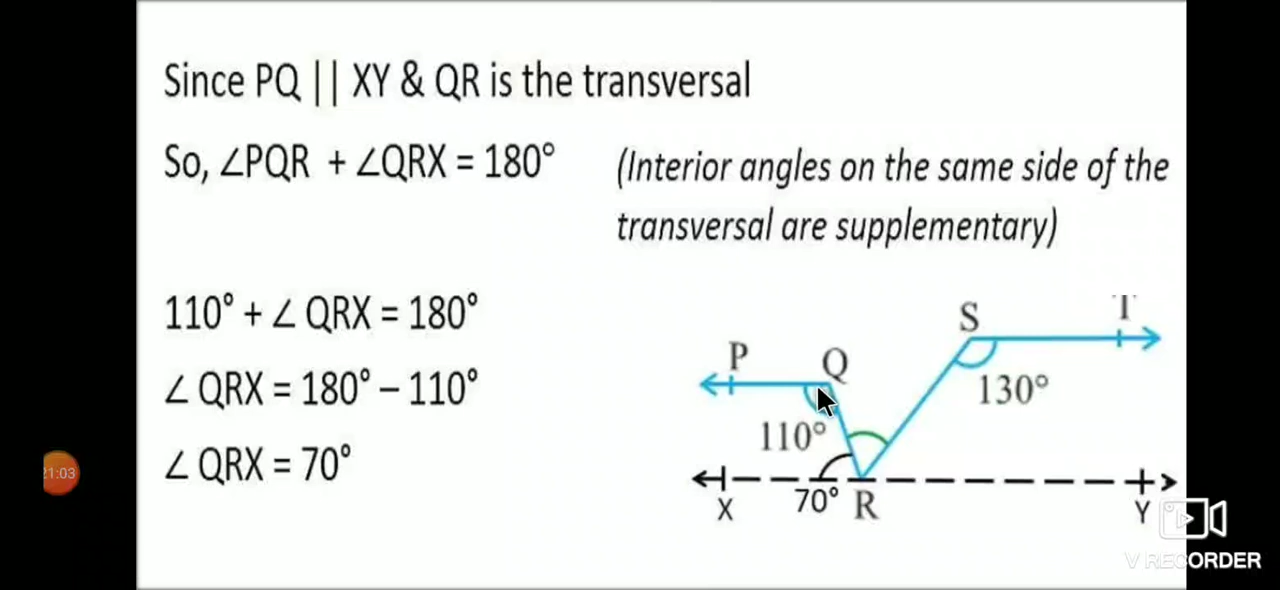 Since PQ || XY & QR is the transversal
So, ∠PQR + ∠QRX = 180° (Interior angles on the same side of the
transversal are supplementary)
110° + ∠ QRX = 180°
∠ QRX = 180° – 110°
∠ QRX = 70°
S T
P Q
130°
110°
X 70° R Y
21:03
V RECORDER